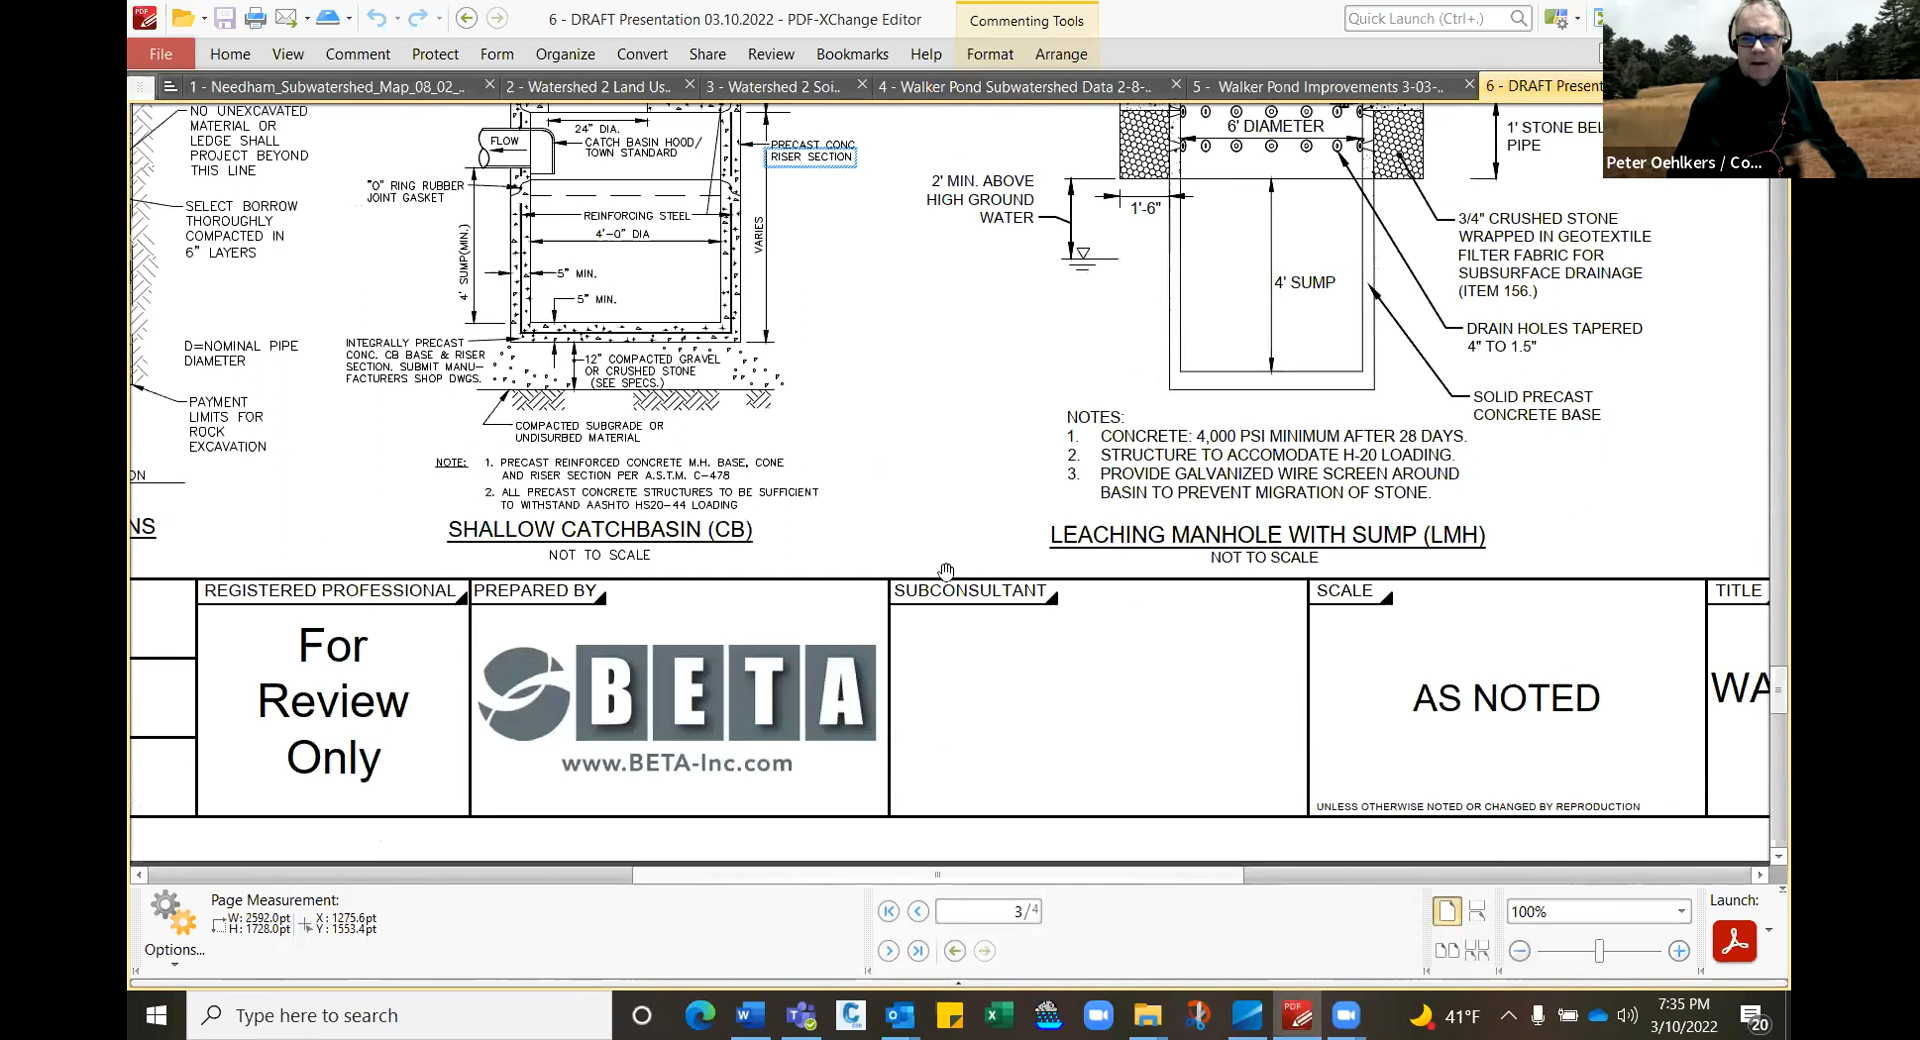 6 - DRAFT Presentation 03.10.2022 - PDF-XChange Editor
Commenting Tools
Quick Launch (Ctrl+.)
File Home View Comment Protect Form Organize Convert Share Review Bookmarks Help Format Arrange
1 - Needham_Subwatershed_Map_08_02_...
2 - Watershed 2 Land Us..
3 - Watershed 2 Soi..
4 - Walker Pond Subwatershed Data 2-8-..
5 - Walker Pond Improvements 3-03-..
6 - DRAFT Present
Peter Oehlkers / Co...
NO UNEXCAVATED
MATERIAL OR
LEDGE SHALL
PROJECT BEYOND
THIS LINE
SELECT BORROW
THOROUGHLY
COMPACTED IN
6" LAYERS
D=NOMINAL PIPE
DIAMETER
PAYMENT
LIMITS FOR
ROCK
EXCAVATION
ON
NS
24" DIA.
FLOW
CATCH BASIN HOOD/
TOWN STANDARD
PRECAST CONC
RISER SECTION
"O" RING RUBBER
JOINT GASKET
REINFORCING STEEL
4'-0" DIA
4' SUMP(MIN.)
VARIES
5" MIN.
5" MIN.
INTEGRALLY PRECAST
CONC. CB BASE & RISER
SECTION. SUBMIT MANU-
FACTURERS SHOP DWGS.
12" COMPACTED GRAVEL
OR CRUSHED STONE
(SEE SPECS.)
COMPACTED SUBGRADE OR
UNDISTURBED MATERIAL
NOTE: 1. PRECAST REINFORCED CONCRETE M.H. BASE, CONE
AND RISER SECTION PER A.S.T.M. C-478
2. ALL PRECAST CONCRETE STRUCTURES TO BE SUFFICIENT
TO WITHSTAND AASHTO HS20-44 LOADING
SHALLOW CATCHBASIN (CB)
NOT TO SCALE
6' DIAMETER
1' STONE BEL
PIPE
2' MIN. ABOVE
HIGH GROUND
WATER
1'-6"
4' SUMP
3/4" CRUSHED STONE
WRAPPED IN GEOTEXTILE
FILTER FABRIC FOR
SUBSURFACE DRAINAGE
(ITEM 156.)
DRAIN HOLES TAPERED
4" TO 1.5"
SOLID PRECAST
CONCRETE BASE
NOTES:
1. CONCRETE: 4,000 PSI MINIMUM AFTER 28 DAYS.
2. STRUCTURE TO ACCOMODATE H-20 LOADING.
3. PROVIDE GALVANIZED WIRE SCREEN AROUND
BASIN TO PREVENT MIGRATION OF STONE.
LEACHING MANHOLE WITH SUMP (LMH)
NOT TO SCALE
REGISTERED PROFESSIONAL
For
Review
Only
PREPARED BY
BETA
www.BETA-Inc.com
SUBCONSULTANT
SCALE
AS NOTED
UNLESS OTHERWISE NOTED OR CHANGED BY REPRODUCTION
TITLE
WA
Options...
Page Measurement:
W: 2592.0pt X: 1275.6pt
H: 1728.0pt Y: 1553.4pt
3 / 4
100%
Launch:
Type here to search
41°F
7:35 PM
3/10/2022
20